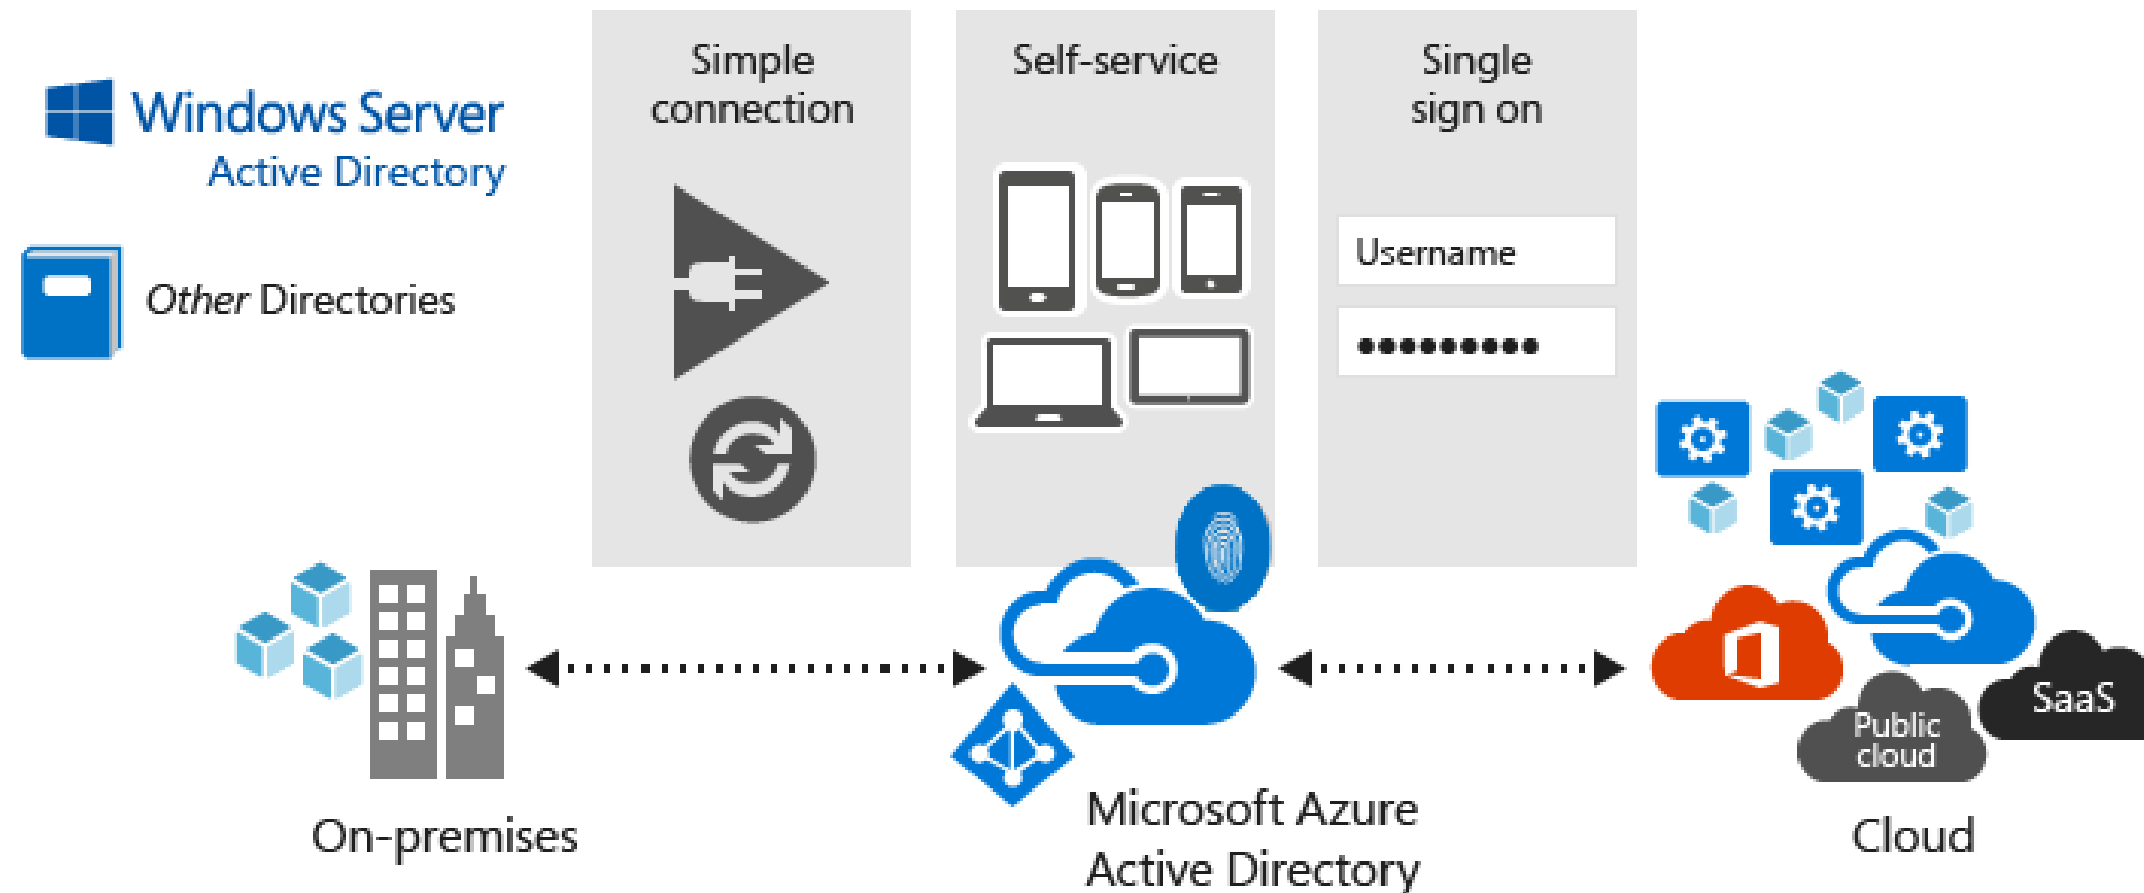 Windows Server
Active Directory
Other Directories
Simple
connection
Self-service
Single
sign on
Username
•••••••••
On-premises
Microsoft Azure
Active Directory
Public
cloud
SaaS
Cloud